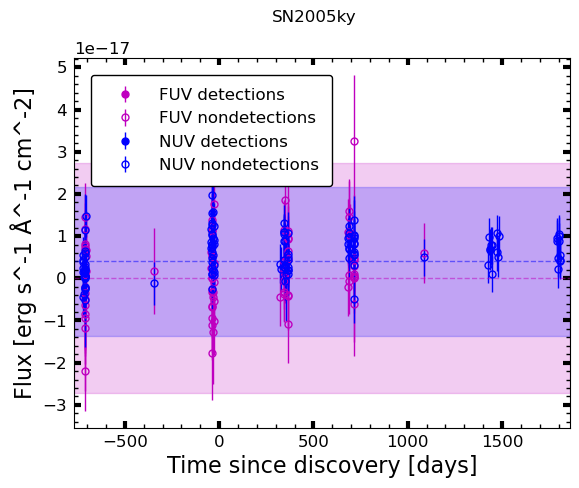 SN2005ky
1e−17
FUV detections
FUV nondetections
NUV detections
NUV nondetections
5
4
3
2
1
0
−1
−2
−3
Flux [erg s^-1 Å^-1 cm^-2]
−500
0
500
1000
1500
Time since discovery [days]